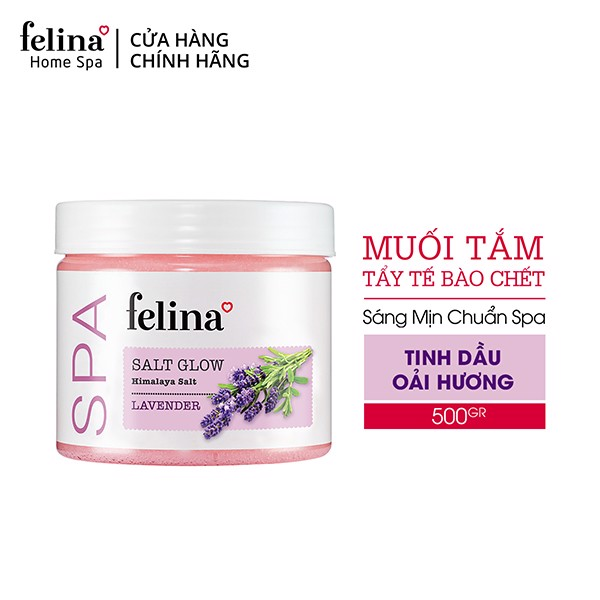 felina
Home Spa
CỬA HÀNG
CHÍNH HÃNG
SPA
felina
SALT GLOW
Himalaya Salt
LAVENDER
MUỐI TẮM
TẨY TẾ BÀO CHẾT
Sáng Mịn Chuẩn Spa
TINH DẦU
OẢI HƯƠNG
500GR